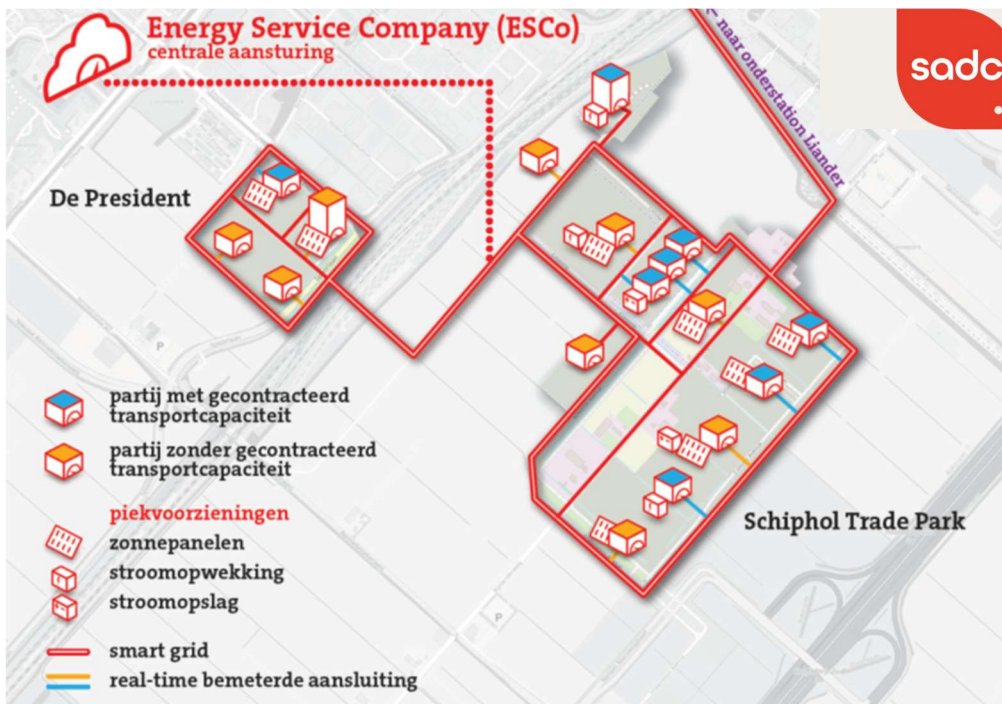 Energy Service Company (ESCo)
centrale aansturing
sadc
naar onderstation Liander
De President
partij met gecontracteerd
transportcapaciteit
partij zonder gecontracteerd
transportcapaciteit
piekvoorzieningen
zonnepanelen
stroomopwekking
stroomopslag
smart grid
real-time bemeterde aansluiting
Schiphol Trade Park
P
P